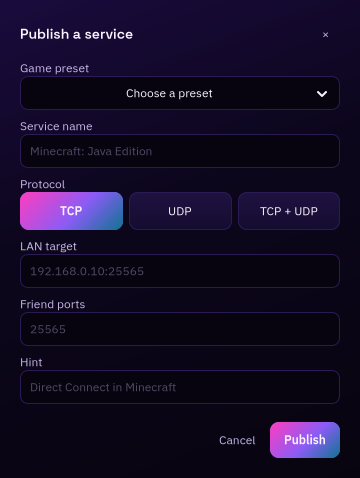 Publish a service ×
Game preset
Choose a preset
Service name
Minecraft: Java Edition
Protocol
TCP UDP TCP + UDP
LAN target
192.168.0.10:25565
Friend ports
25565
Hint
Direct Connect in Minecraft
Cancel Publish